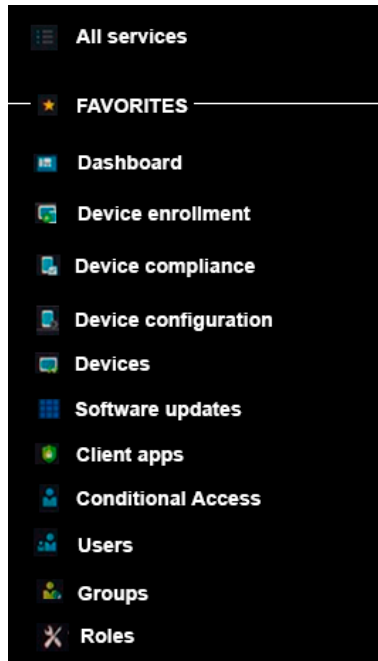 All services
FAVORITES
Dashboard
Device enrollment
Device compliance
Device configuration
Devices
Software updates
Client apps
Conditional Access
Users
Groups
Roles